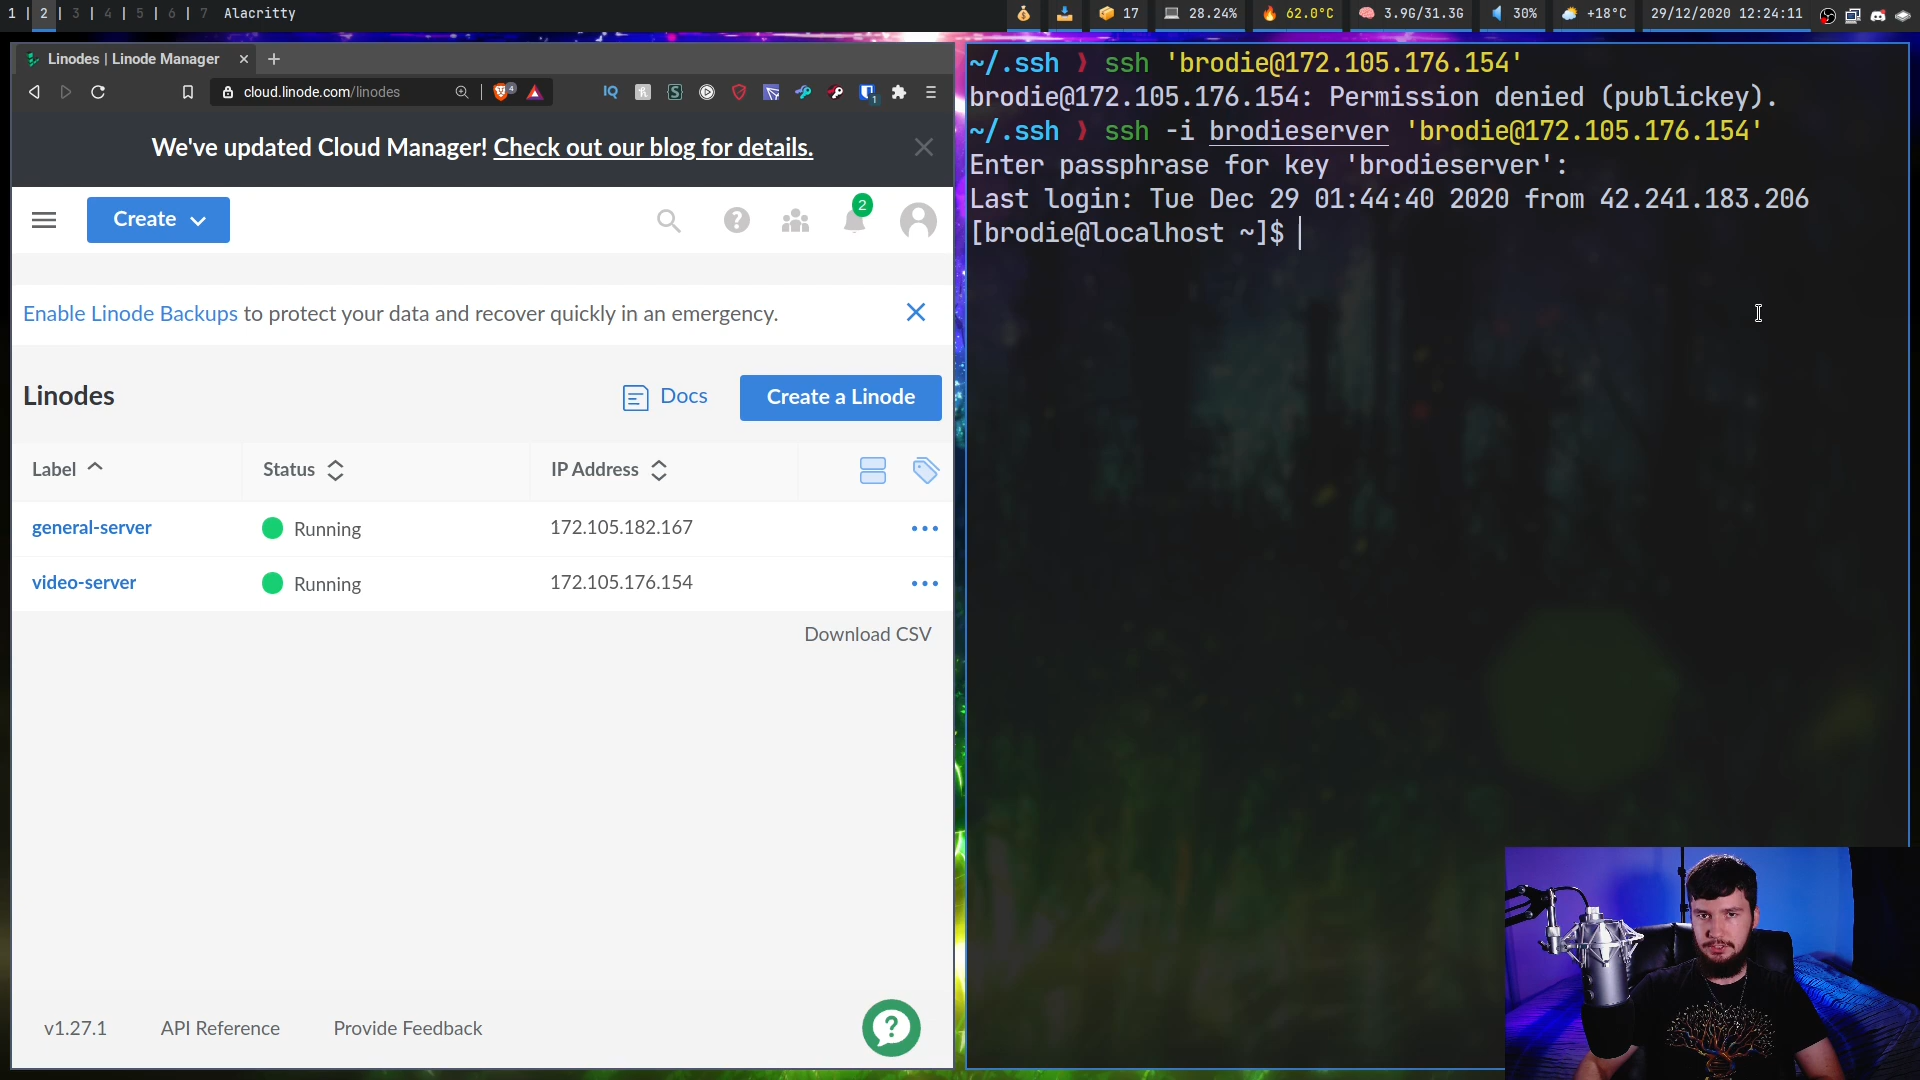 1 | 2 | 3 | 4 | 5 | 6 | 7 Alacritty
17 28.24% 62.0°C 3.9G/31.3G 30% +18°C 29/12/2020 12:24:11
Linodes | Linode Manager × +
cloud.linode.com/linodes
4
IQ
1
We've updated Cloud Manager! Check out our blog for details.
Create
2
Enable Linode Backups to protect your data and recover quickly in an emergency.
Linodes
Docs
Create a Linode
Label Status IP Address
general-server Running 172.105.182.167
video-server Running 172.105.176.154
Download CSV
v1.27.1 API Reference Provide Feedback
?
~/.ssh ❯ ssh 'brodie@172.105.176.154'
brodie@172.105.176.154: Permission denied (publickey).
~/.ssh ❯ ssh -i brodieserver 'brodie@172.105.176.154'
Enter passphrase for key 'brodieserver':
Last login: Tue Dec 29 01:44:40 2020 from 42.241.183.206
[brodie@localhost ~]$